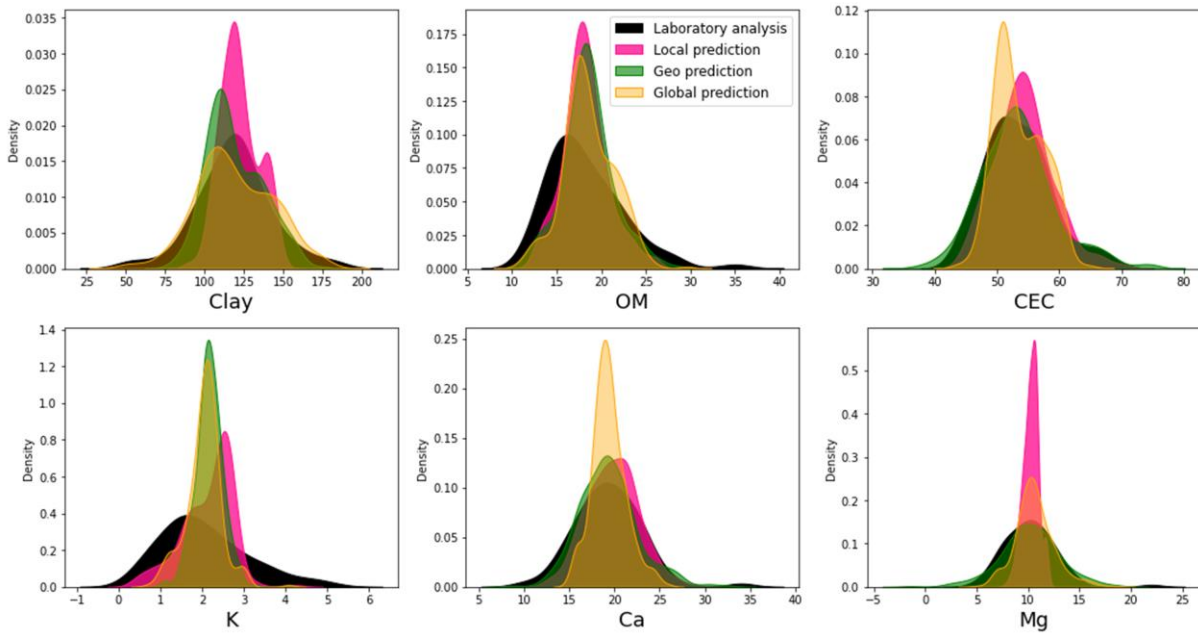 0.035
0.030
0.025
0.020
0.015
0.010
0.005
0.000
Density
25 50 75 100 125 150 175 200
Clay
0.175
0.150
0.125
0.100
0.075
0.050
0.025
0.000
Density
5 10 15 20 25 30 35 40
OM
Laboratory analysis
Local prediction
Geo prediction
Global prediction
0.12
0.10
0.08
0.06
0.04
0.02
0.00
Density
30 40 50 60 70 80
CEC
1.4
1.2
1.0
0.8
0.6
0.4
0.2
0.0
Density
−1 0 1 2 3 4 5 6
K
0.25
0.20
0.15
0.10
0.05
0.00
Density
5 10 15 20 25 30 35 40
Ca
0.5
0.4
0.3
0.2
0.1
0.0
Density
−5 0 5 10 15 20 25
Mg